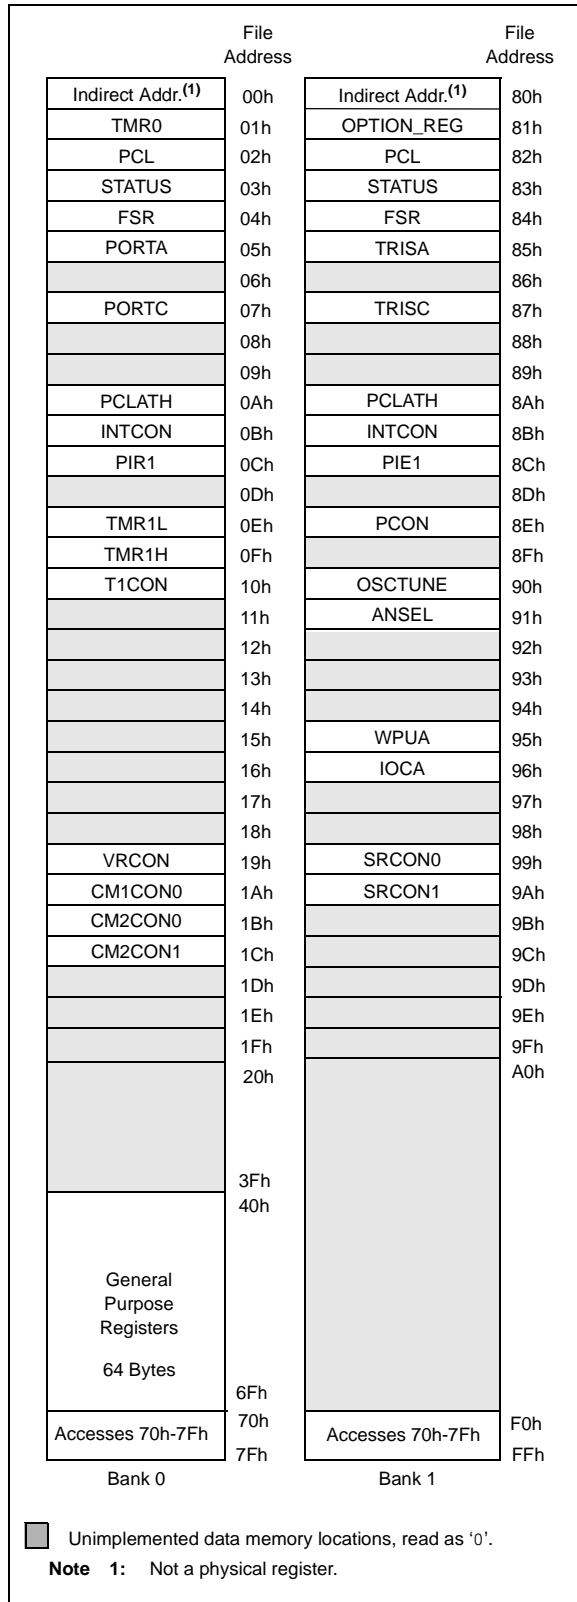 File Address File Address
Indirect Addr.(1) 00h Indirect Addr.(1) 80h
TMR0 01h OPTION_REG 81h
PCL 02h PCL 82h
STATUS 03h STATUS 83h
FSR 04h FSR 84h
PORTA 05h TRISA 85h
06h 86h
PORTC 07h TRISC 87h
08h 88h
09h 89h
PCLATH 0Ah PCLATH 8Ah
INTCON 0Bh INTCON 8Bh
PIR1 0Ch PIE1 8Ch
0Dh 8Dh
TMR1L 0Eh PCON 8Eh
TMR1H 0Fh 8Fh
T1CON 10h OSCTUNE 90h
11h ANSEL 91h
12h 92h
13h 93h
14h 94h
15h WPUA 95h
16h IOCA 96h
17h 97h
18h 98h
VRCON 19h SRCON0 99h
CM1CON0 1Ah SRCON1 9Ah
CM2CON0 1Bh 9Bh
CM2CON1 1Ch 9Ch
1Dh 9Dh
1Eh 9Eh
1Fh 9Fh
20h A0h
3Fh
40h
General
Purpose
Registers
64 Bytes
6Fh
Accesses 70h-7Fh 70h Accesses 70h-7Fh F0h
7Fh FFh
Bank 0 Bank 1
Unimplemented data memory locations, read as ‘0’.
Note 1: Not a physical register.